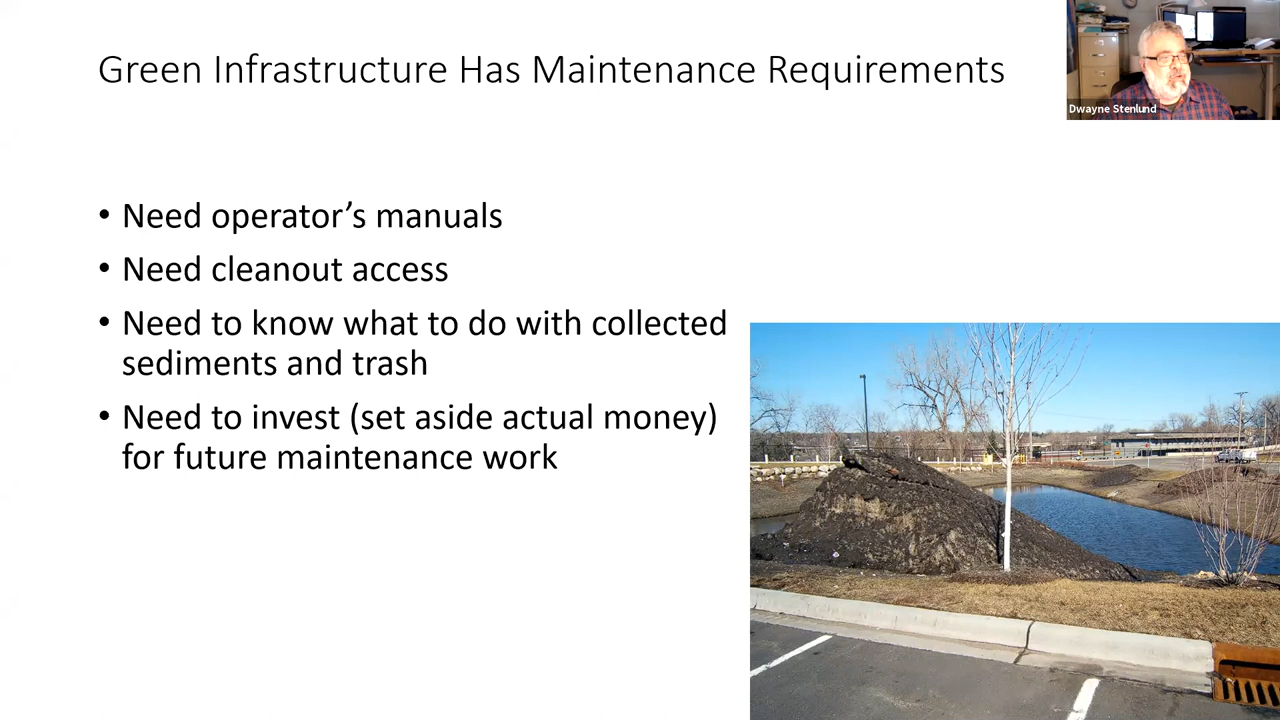 Green Infrastructure Has Maintenance Requirements
Dwayne Stenlund
• Need operator’s manuals
• Need cleanout access
• Need to know what to do with collected
sediments and trash
• Need to invest (set aside actual money)
for future maintenance work